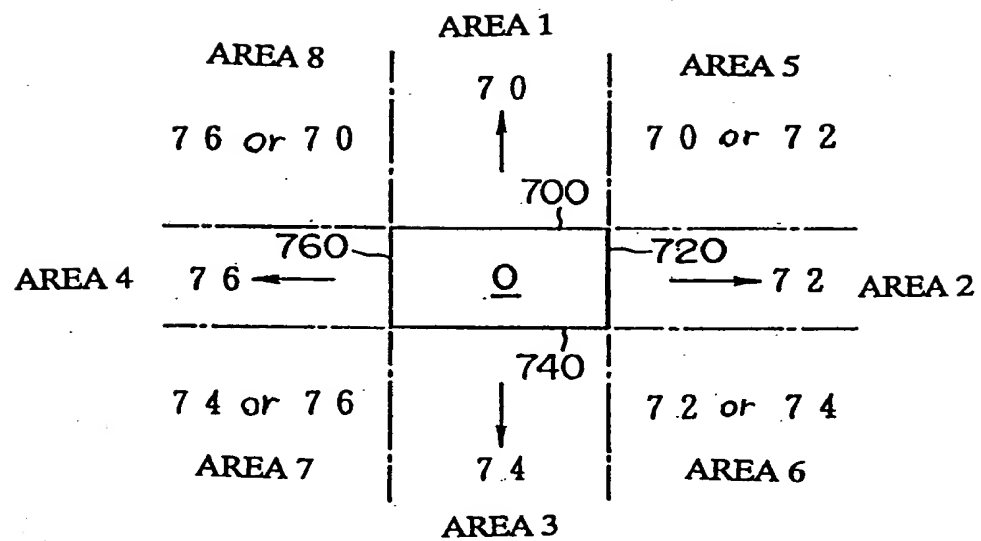 AREA 1
AREA 8
AREA 5
7 0
7 6 or 7 0
7 0 or 7 2
700
760
720
O
AREA 4
7 6
7 2
AREA 2
740
7 4 or 7 6
7 2 or 7 4
AREA 7
7 4
AREA 6
AREA 3